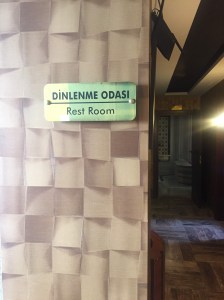 DİNLENME ODASI
Rest Room